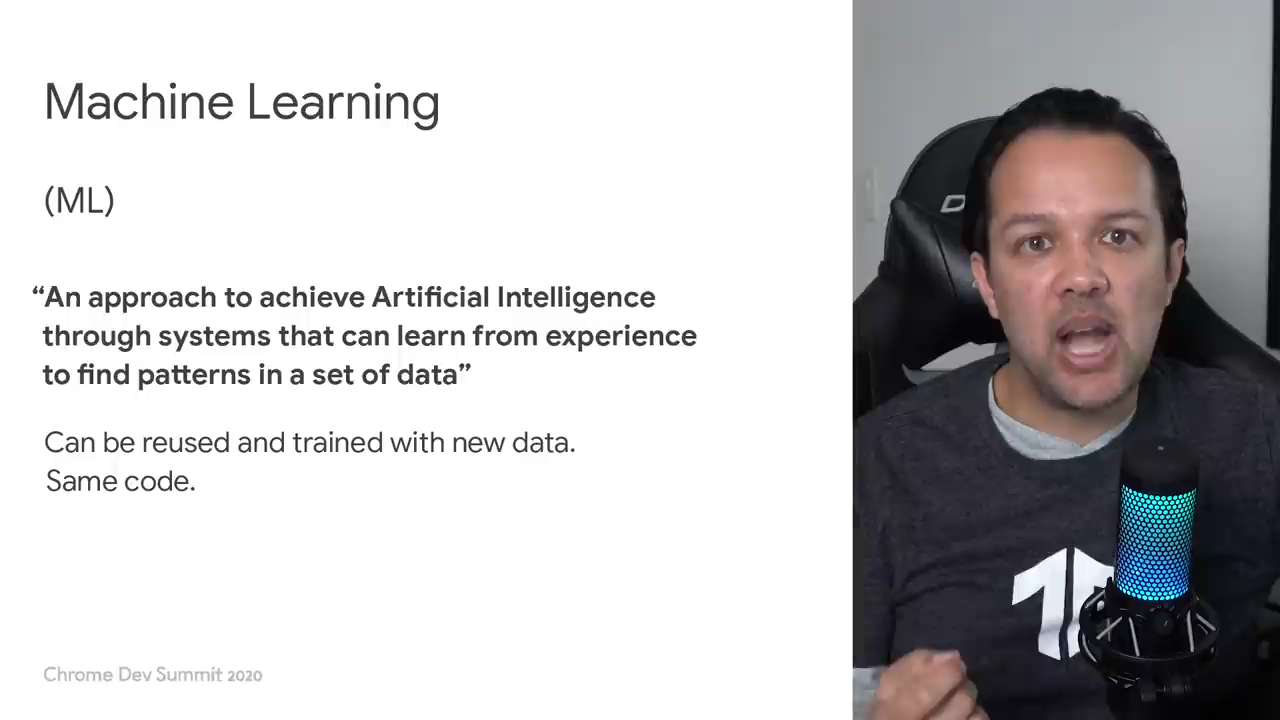 Machine Learning
(ML)
“An approach to achieve Artificial Intelligence
through systems that can learn from experience
to find patterns in a set of data”
Can be reused and trained with new data.
Same code.
Chrome Dev Summit 2020